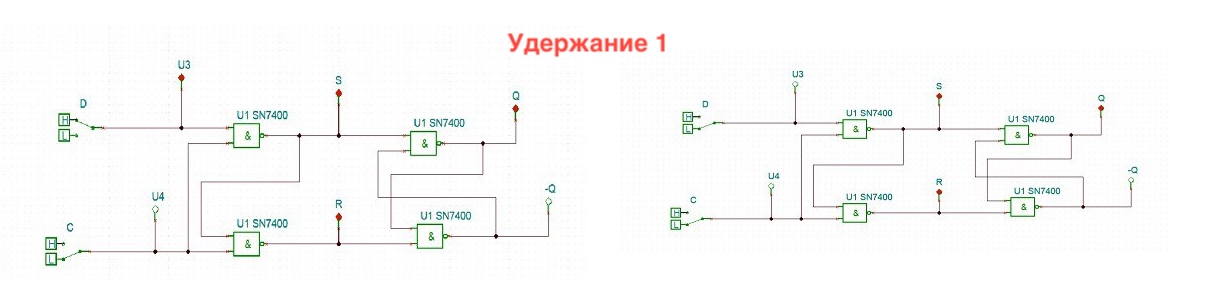 Удержание 1
U3
D
S
Q
H
L
U1 SN7400
&
U1 SN7400
&
U4
C
H
L
R
-Q
U1 SN7400
&
U1 SN7400
&
U3
D
S
Q
H
L
U1 SN7400
&
U1 SN7400
&
U4
C
H
L
R
-Q
U1 SN7400
&
U1 SN7400
&